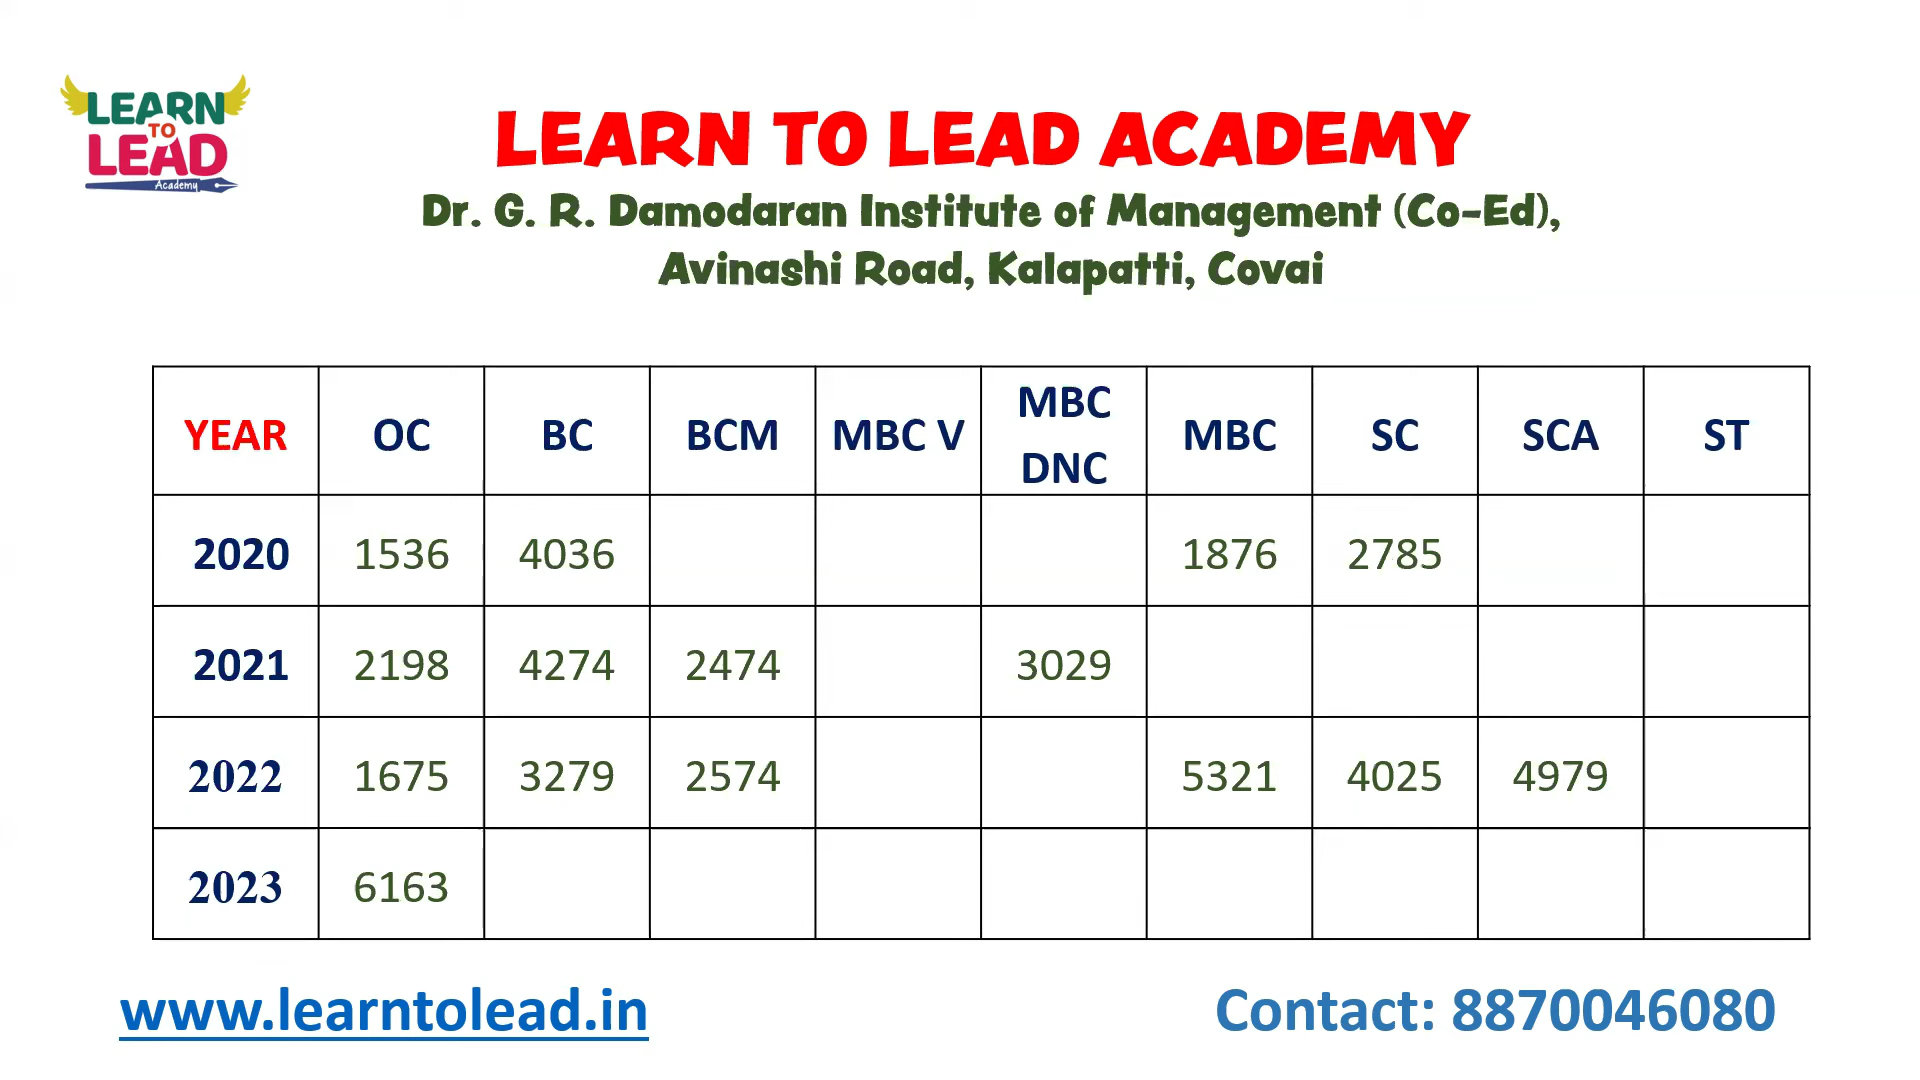 LEARN
TO
LEAD
Academy
LEARN TO LEAD ACADEMY
Dr. G. R. Damodaran Institute of Management (Co-Ed),
Avinashi Road, Kalapatti, Covai
YEAR OC BC BCM MBC V MBC DNC MBC SC SCA ST
2020 1536 4036 1876 2785
2021 2198 4274 2474 3029
2022 1675 3279 2574 5321 4025 4979
2023 6163
www.learntolead.in
Contact: 8870046080